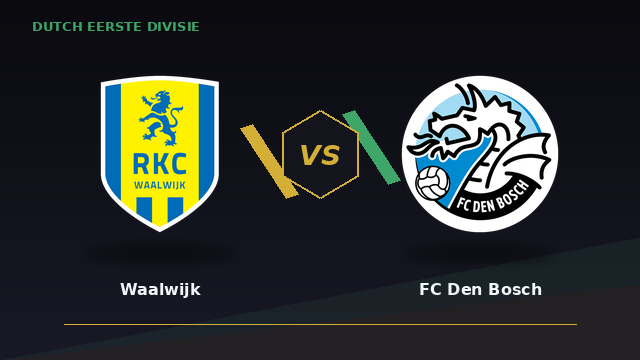 DUTCH EERSTE DIVISIE
RKC
WAALWIJK
VS
FC DEN BOSCH
Waalwijk
FC Den Bosch